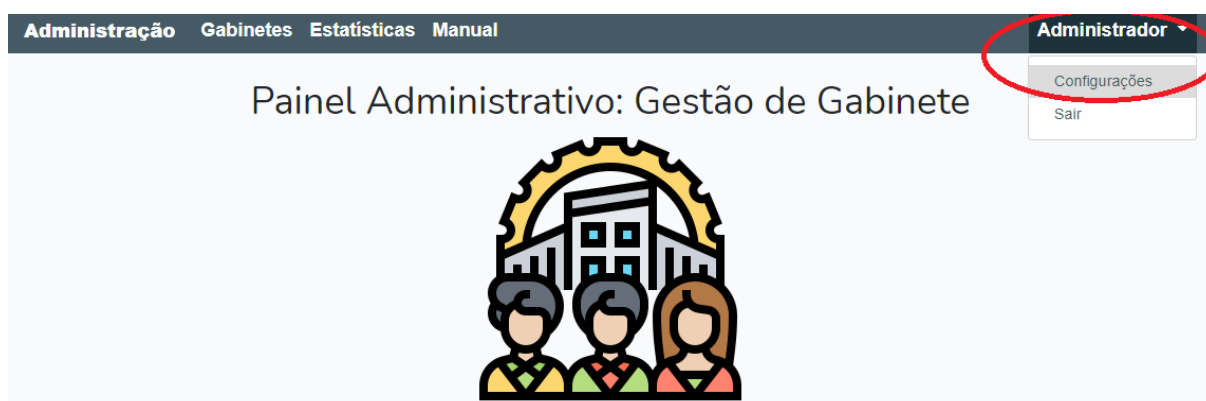 Administração Gabinetes Estatísticas Manual Administrador
Configurações
Painel Administrativo: Gestão de Gabinete
Sair